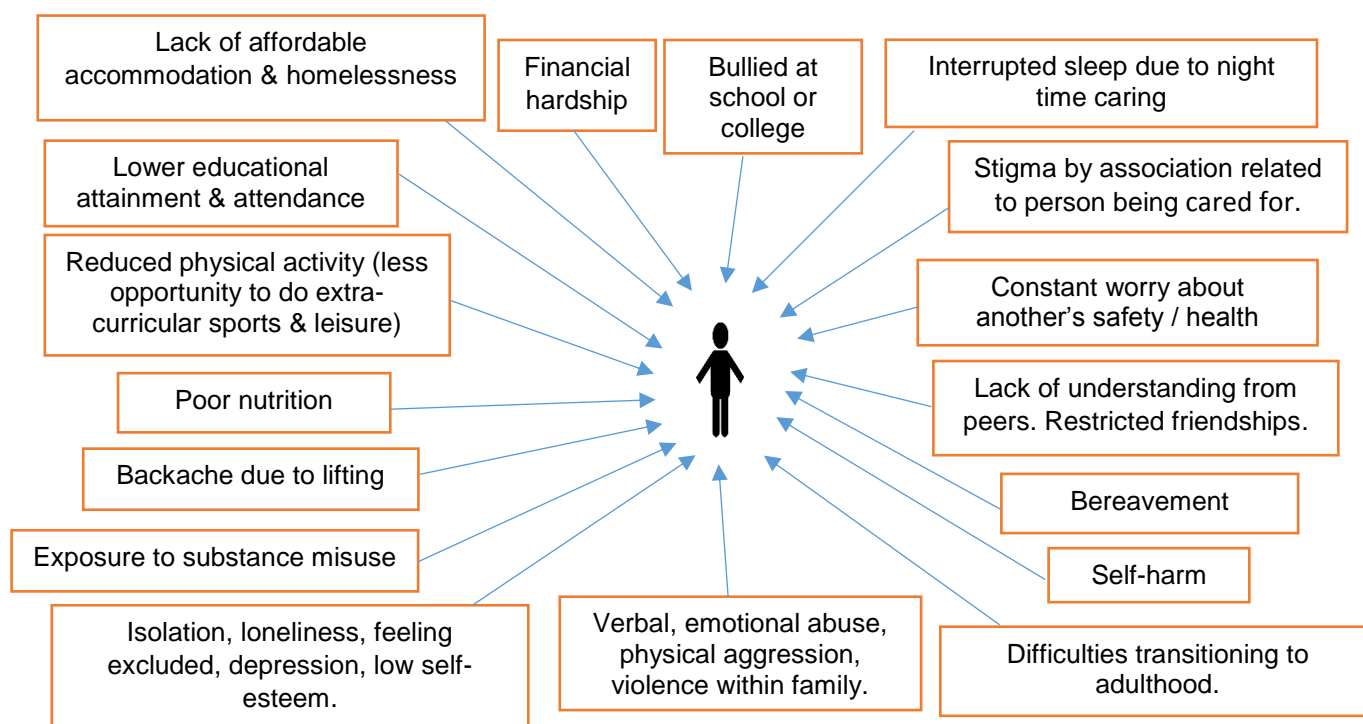 Lack of affordable
accommodation & homelessness
Financial
hardship
Bullied at
school or
college
Interrupted sleep due to night
time caring
Lower educational
attainment & attendance
Stigma by association related
to person being cared for.
Reduced physical activity (less
opportunity to do extra-
curricular sports & leisure)
Constant worry about
another’s safety / health
Poor nutrition
Lack of understanding from
peers. Restricted friendships.
Backache due to lifting
Bereavement
Exposure to substance misuse
Self-harm
Isolation, loneliness, feeling
excluded, depression, low self-
esteem.
Verbal, emotional abuse,
physical aggression,
violence within family.
Difficulties transitioning to
adulthood.